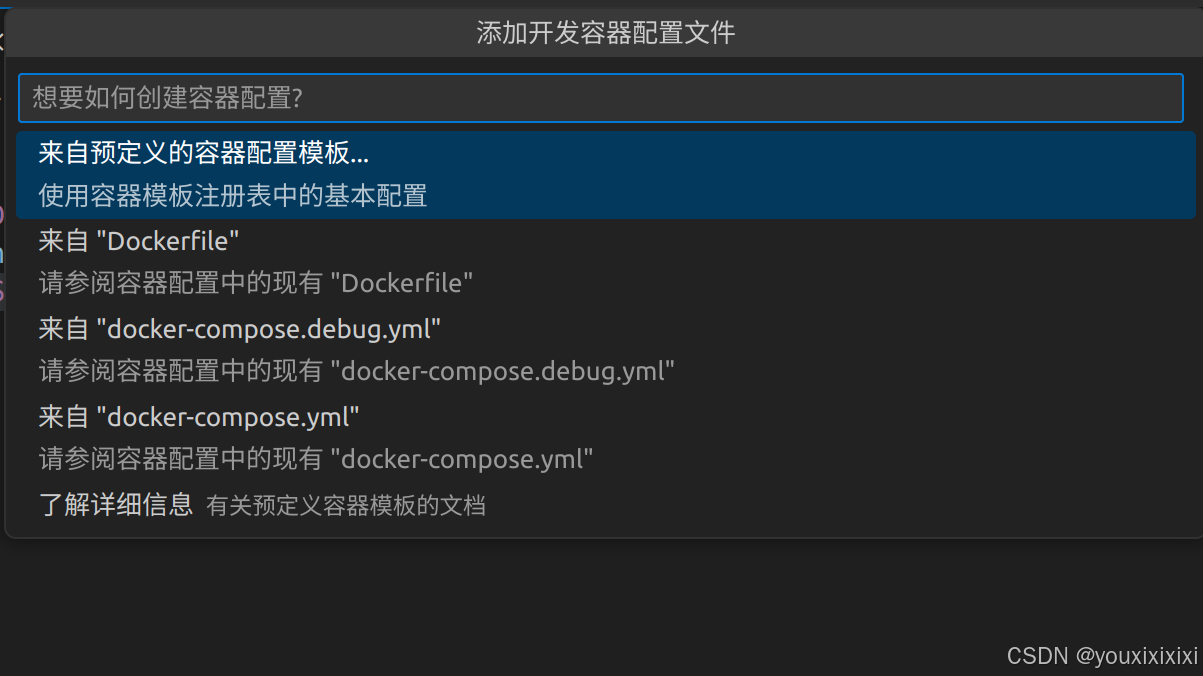 添加开发容器配置文件
想要如何创建容器配置?
来自预定义的容器配置模板...
使用容器模板注册表中的基本配置
来自 "Dockerfile"
请参阅容器配置中的现有 "Dockerfile"
来自 "docker-compose.debug.yml"
请参阅容器配置中的现有 "docker-compose.debug.yml"
来自 "docker-compose.yml"
请参阅容器配置中的现有 "docker-compose.yml"
了解详细信息 有关预定义容器模板的文档
CSDN @youxixixixi